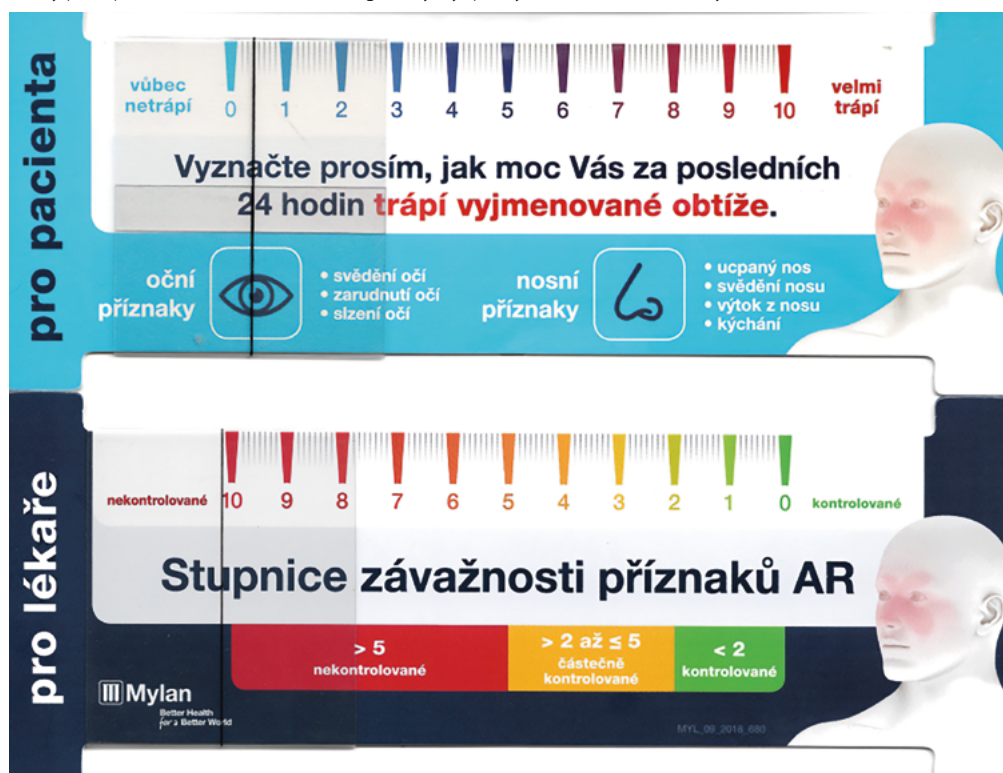 pro pacienta
vůbec
netrápí
0 1 2 3 4 5 6 7 8 9 10
velmi
trápí
Vyznačte prosím, jak moc Vás za posledních
24 hodin trápí vyjmenované obtíže.
oční
příznaky
• svědění očí
• zarudnutí očí
• slzení očí
nosní
příznaky
• ucpaný nos
• svědění nosu
• výtok z nosu
• kýchání
pro lékaře
nekontrolované
10 9 8 7 6 5 4 3 2 1 0
kontrolované
Stupnice závažnosti příznaků AR
> 5
nekontrolované
> 2 až ≤ 5
částečně
kontrolované
< 2
kontrolované
Mylan
Better Health
for a Better World
MYL_09_2018_680